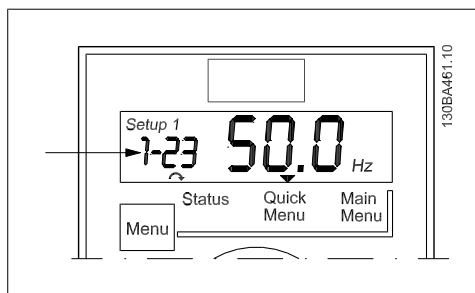 130BA461.10
Setup 1
1-23 50.0 Hz
Status Quick Menu Main Menu
Menu